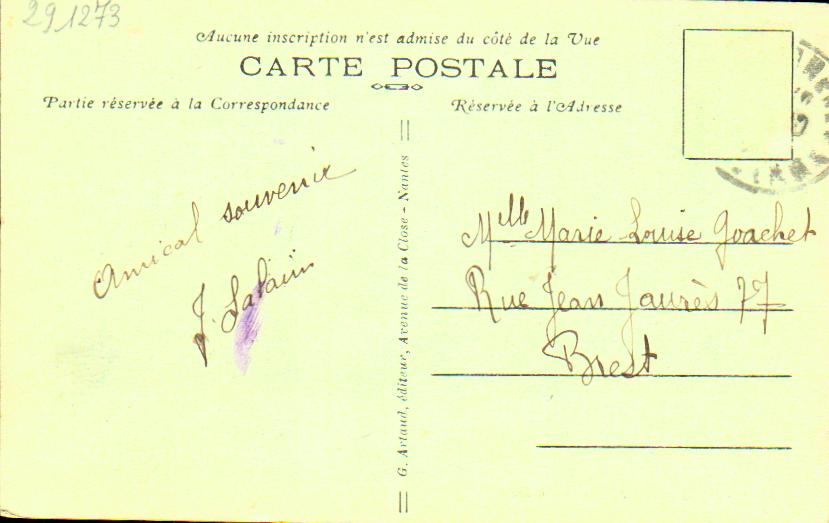 291273
Aucune inscription n'est admise du côté de la Vue
CARTE POSTALE
Partie réservée à la Correspondance
Réservée à l'Adresse
Amical souvenir
J. Salaün
G. Artaud, éditeur, Avenue de la Close - Nantes
Mlle Marie Louise Goachet
Rue Jean Jaurès 77
Brest